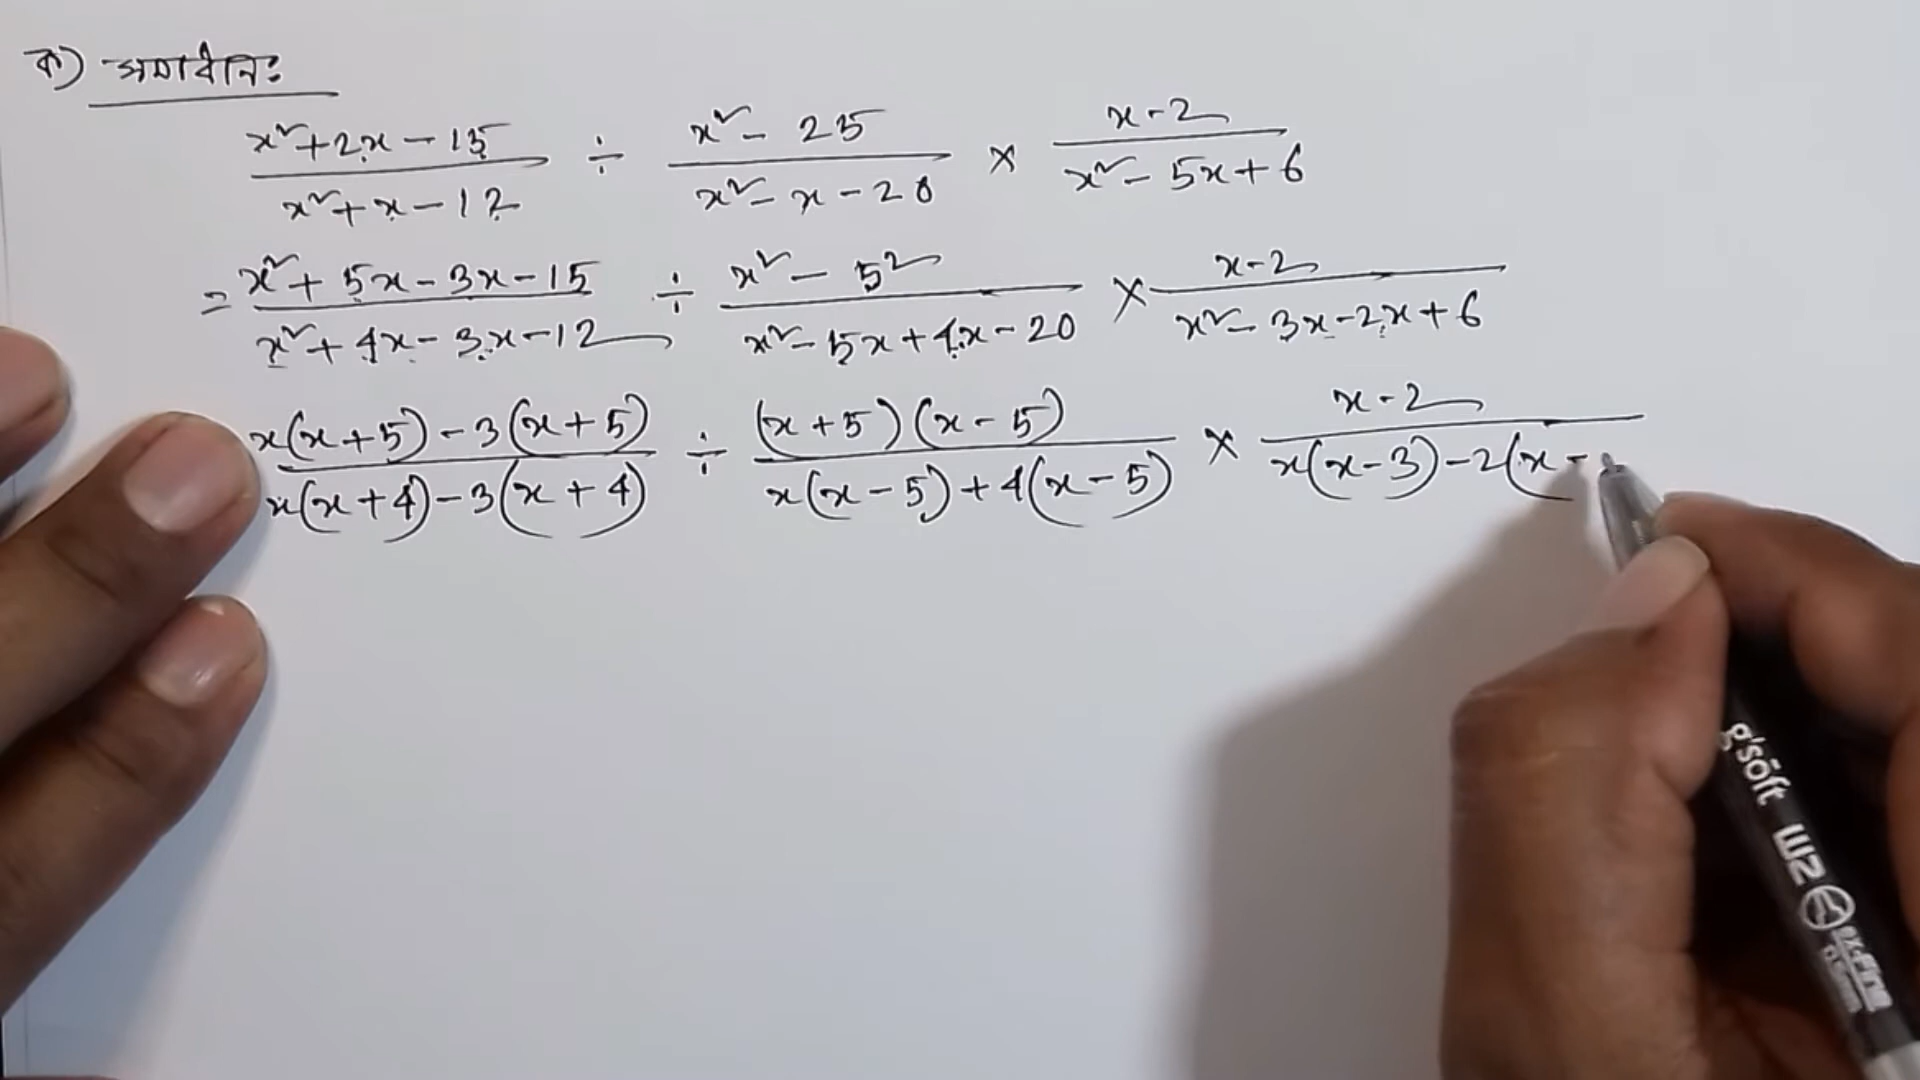 ক) সমাধানঃ
(x²+2x-15)/(x²+x-12) ÷ (x²-25)/(x²-x-20) × (x-2)/(x²-5x+6)
= (x²+5x-3x-15)/(x²+4x-3x-12) ÷ (x²-5²)/(x²-5x+4x-20) × (x-2)/(x²-3x-2x+6)
x(x+5)-3(x+5)/x(x+4)-3(x+4) ÷ (x+5)(x-5)/x(x-5)+4(x-5) × x-2/x(x-3)-2(x-
g'soft W2